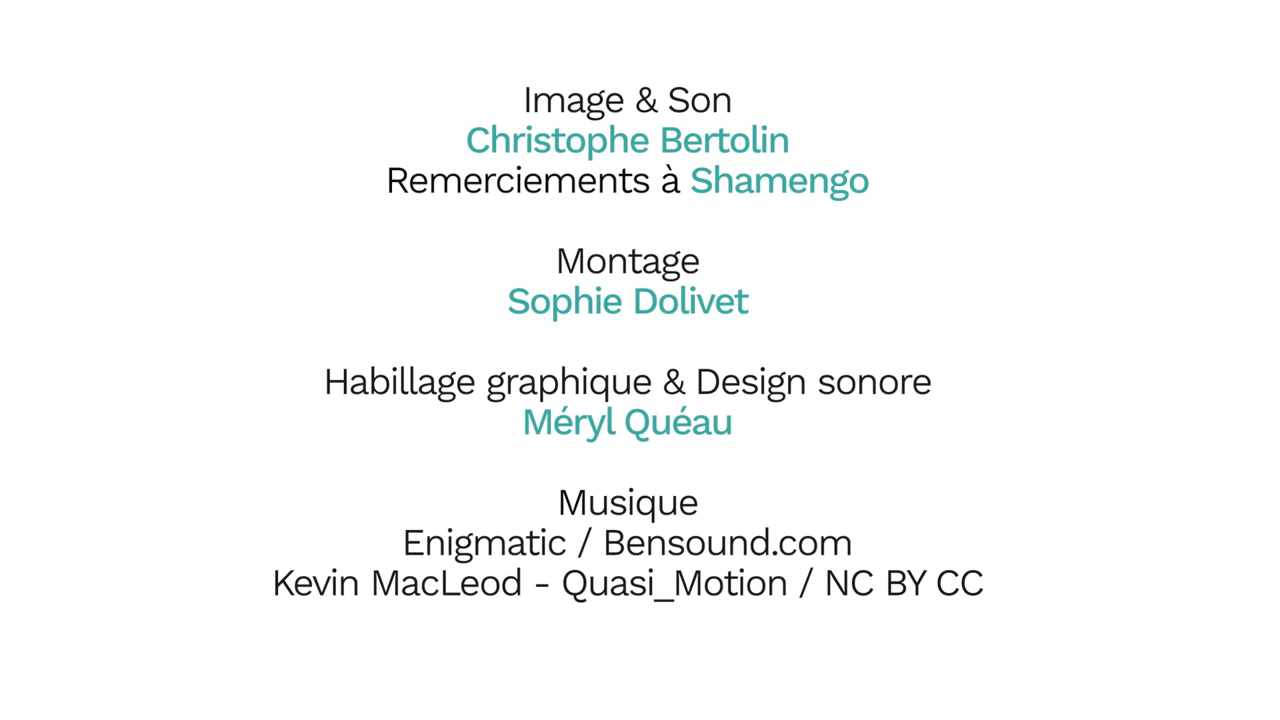 Image & Son
Christophe Bertolin
Remerciements à Shamengo
Montage
Sophie Dolivet
Habillage graphique & Design sonore
Méryl Quéau
Musique
Enigmatic / Bensound.com
Kevin MacLeod - Quasi_Motion / NC BY CC